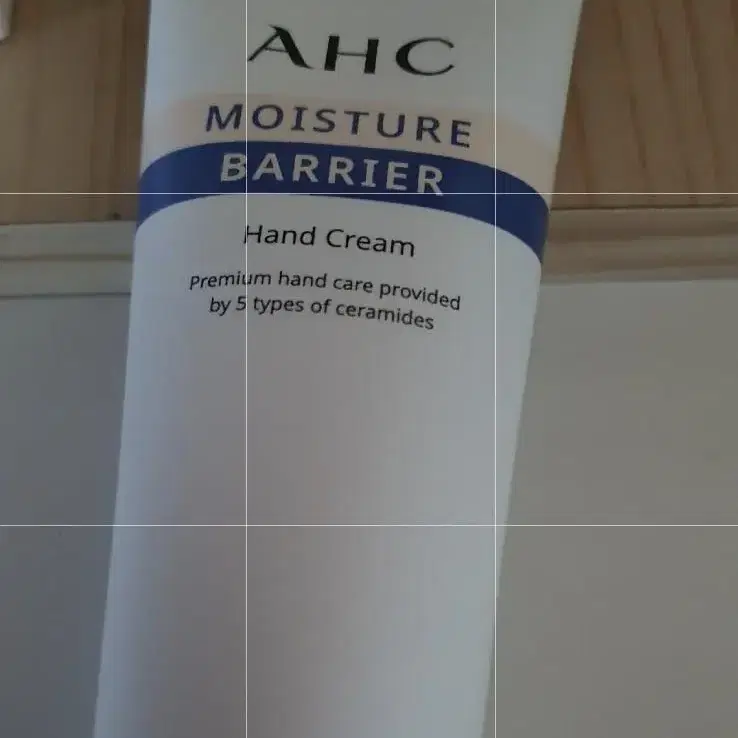 AHC
MOISTURE
BARRIER
Hand Cream
Premium hand care provided
by 5 types of ceramides